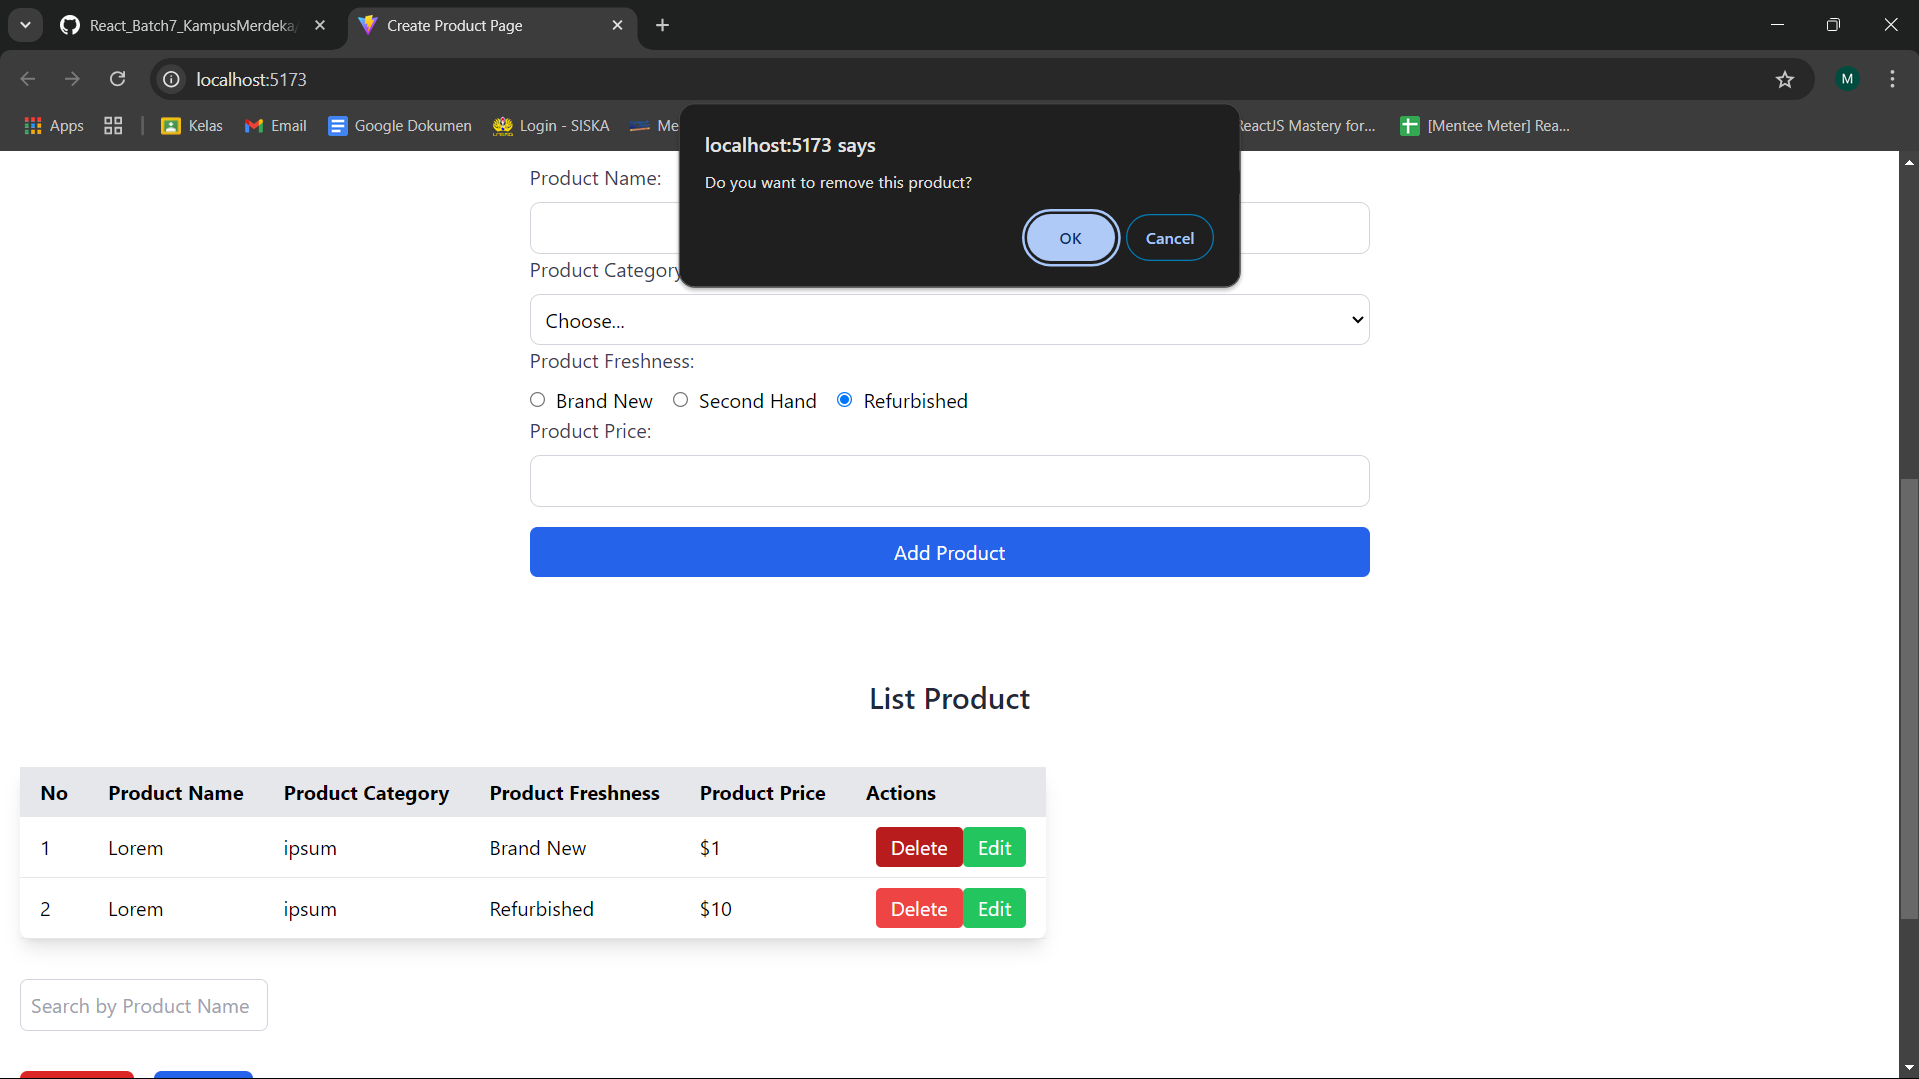 React_Batch7_KampusMerdeka/
Create Product Page
localhost:5173
M
Apps
Kelas
Email
Google Dokumen
Login - SISKA
[Mentee Meter] Rea...
Mastery for...
localhost:5173 says
Do you want to remove this product?
OK
Cancel
Product Name:
Product Category
Choose...
Product Freshness:
Brand New Second Hand Refurbished
Product Price:
Add Product
List Product
No Product Name Product Category Product Freshness Product Price Actions
1 Lorem ipsum Brand New $1 Delete Edit
2 Lorem ipsum Refurbished $10 Delete Edit
Search by Product Name